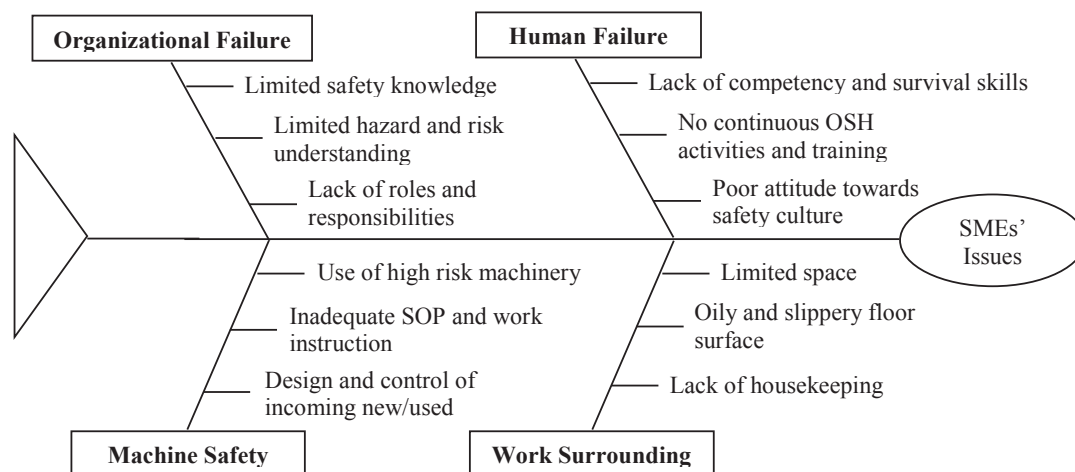 Organizational Failure
Limited safety knowledge
Limited hazard and risk
understanding
Lack of roles and
responsibilities
Human Failure
Lack of competency and survival skills
No continuous OSH
activities and training
Poor attitude towards
safety culture
SMEs’
Issues
Use of high risk machinery
Inadequate SOP and work
instruction
Design and control of
incoming new/used
Machine Safety
Limited space
Oily and slippery floor
surface
Lack of housekeeping
Work Surrounding